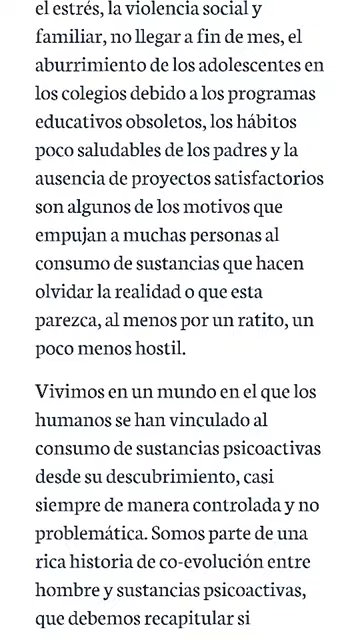 el estrés, la violencia social y
familiar, no llegar a fin de mes, el
aburrimiento de los adolescentes en
los colegios debido a los programas
educativos obsoletos, los hábitos
poco saludables de los padres y la
ausencia de proyectos satisfactorios
son algunos de los motivos que
empujan a muchas personas al
consumo de sustancias que hacen
olvidar la realidad o que esta
parezca, al menos por un ratito, un
poco menos hostil.
Vivimos en un mundo en el que los
humanos se han vinculado al
consumo de sustancias psicoactivas
desde su descubrimiento, casi
siempre de manera controlada y no
problemática. Somos parte de una
rica historia de co-evolución entre
hombre y sustancias psicoactivas,
que debemos recapitular si